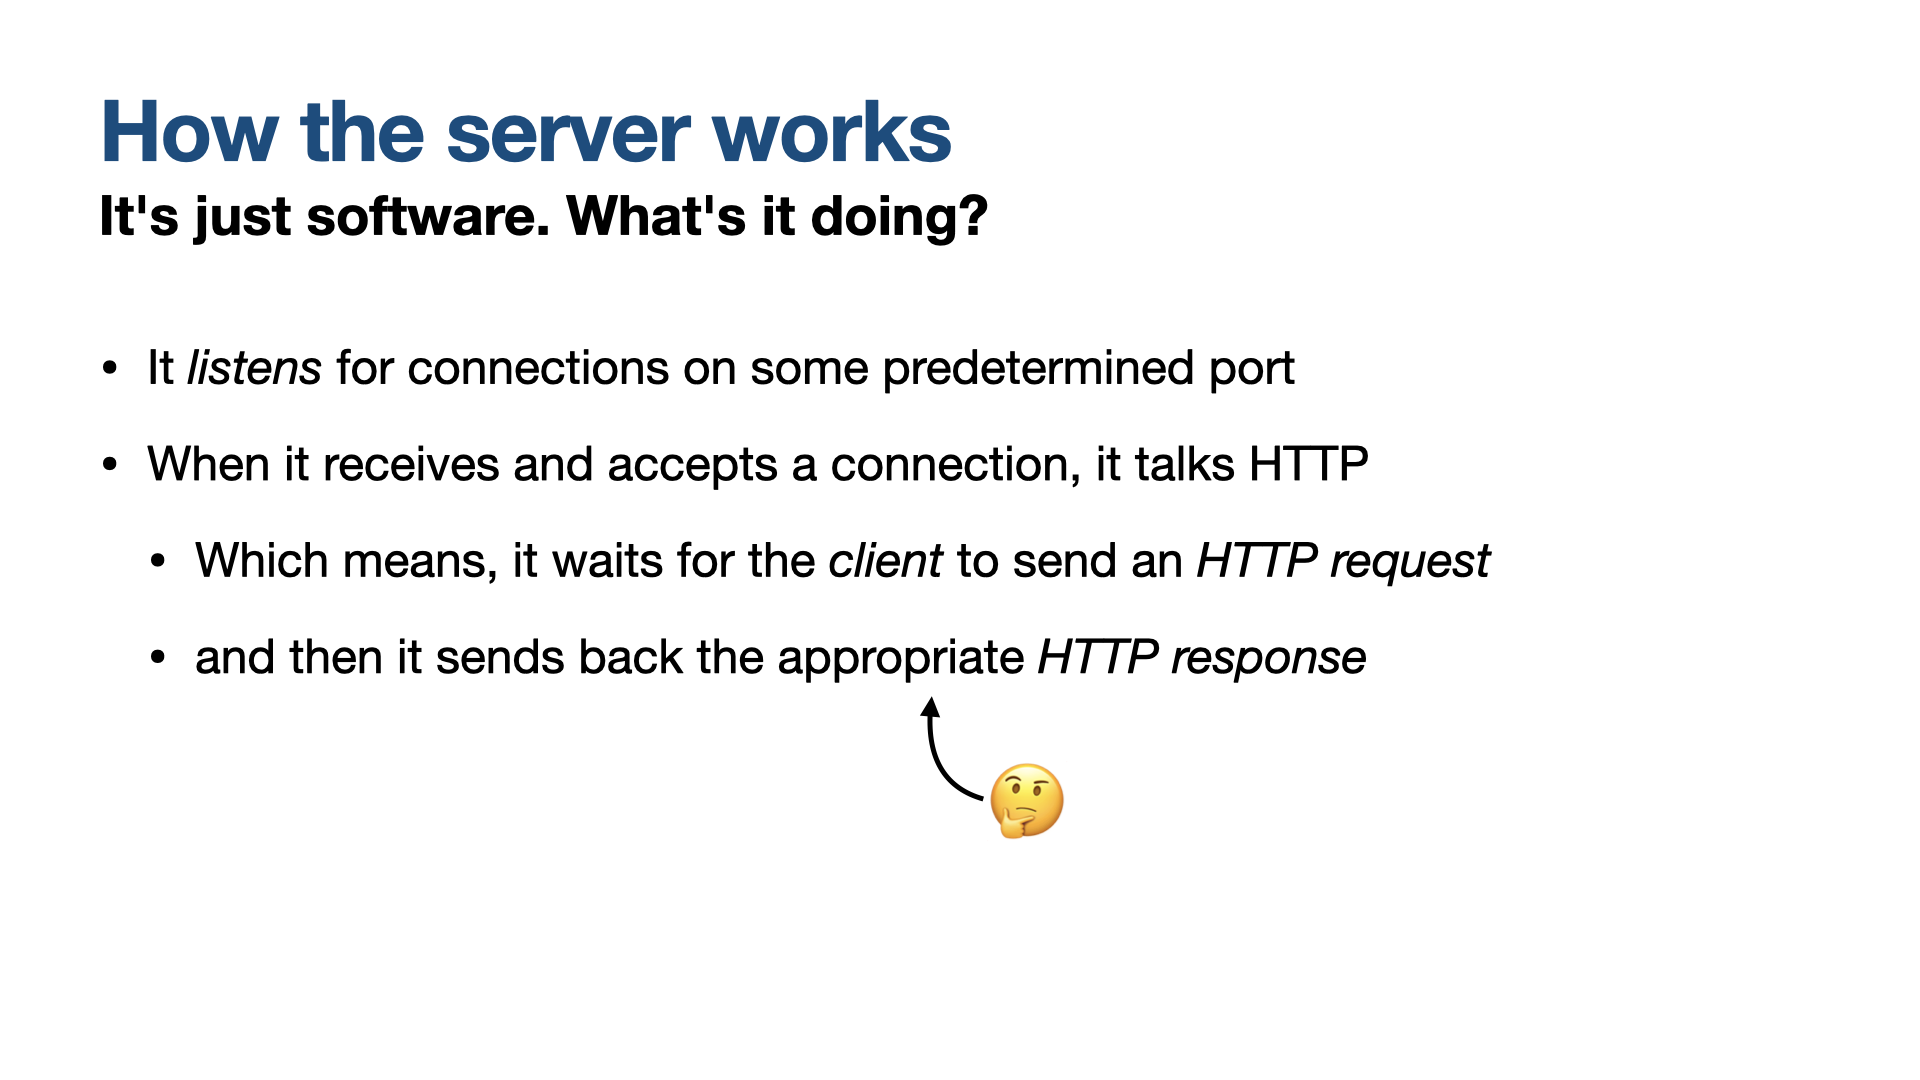 How the server works
It's just software. What's it doing?
• It listens for connections on some predetermined port
• When it receives and accepts a connection, it talks HTTP
• Which means, it waits for the client to send an HTTP request
• and then it sends back the appropriate HTTP response